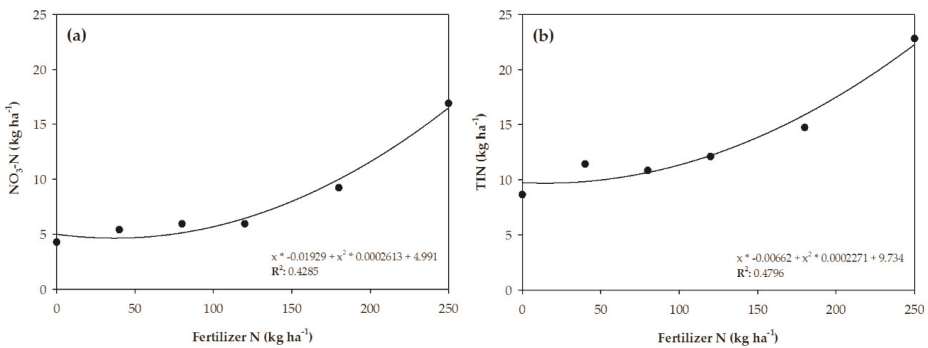 (a)
25
20
15
10
5
0
NO₃-N (kg ha⁻¹)
x * -0.01929 + x² * 0.0002613 + 4.991
R²: 0.4285
0 50 100 150 200 250
Fertilizer N (kg ha⁻¹)
(b)
25
20
15
10
5
0
TIN (kg ha⁻¹)
x * -0.00662 + x² * 0.0002271 + 9.734
R²: 0.4796
0 50 100 150 200 250
Fertilizer N (kg ha⁻¹)